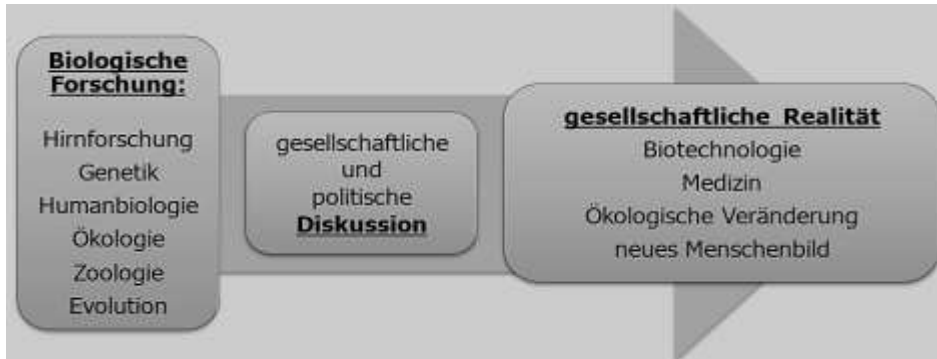 Biologische
Forschung:
Hirnforschung
Genetik
Humanbiologie
Ökologie
Zoologie
Evolution
gesellschaftliche
und
politische
Diskussion
gesellschaftliche Realität
Biotechnologie
Medizin
Ökologische Veränderung
neues Menschenbild